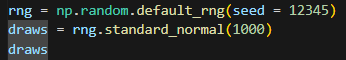 rng = np.random.default_rng(seed = 12345)
draws = rng.standard_normal(1000)
draws